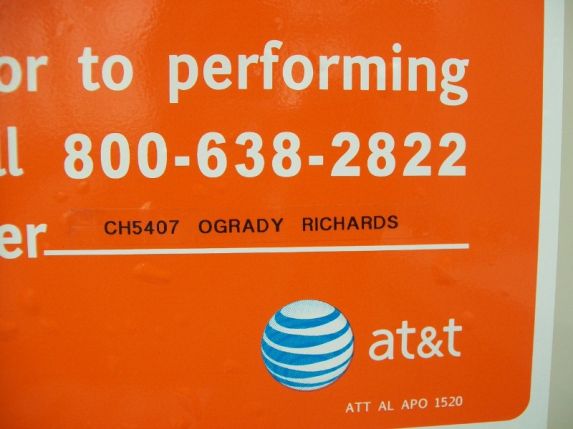 or to performing
ll 800-638-2822
er CH5407 OGRADY RICHARDS
at&t
ATT AL APO 1520